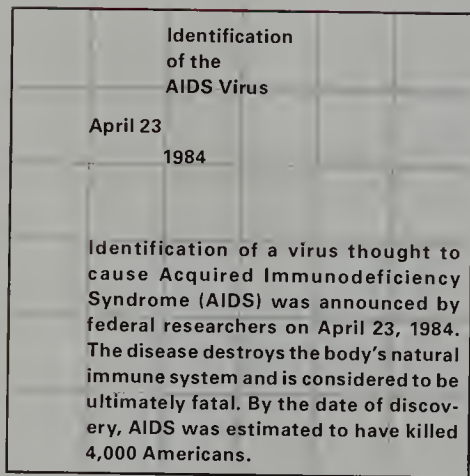 Identification
of the
AIDS Virus
April 23
1984
Identification of a virus thought to
cause Acquired Immunodeficiency
Syndrome (AIDS) was announced by
federal researchers on April 23, 1984.
The disease destroys the body's natural
immune system and is considered to be
ultimately fatal. By the date of discov-
ery, AIDS was estimated to have killed
4,000 Americans.